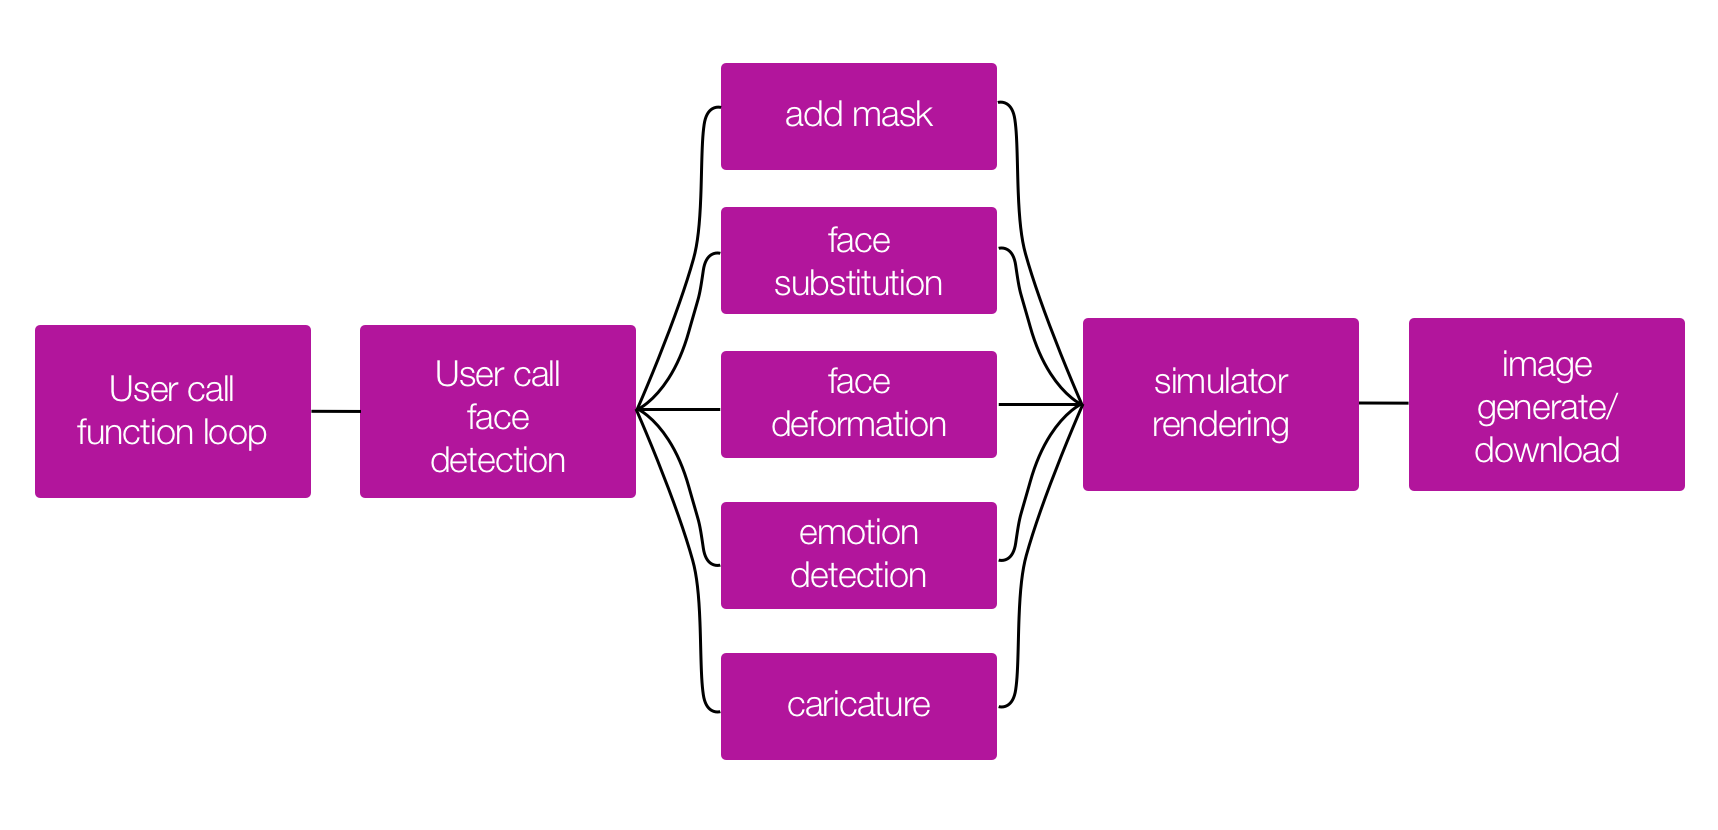 User call
function loop
User call
face
detection
add mask
face
substitution
face
deformation
emotion
detection
caricature
simulator
rendering
image
generate/
download